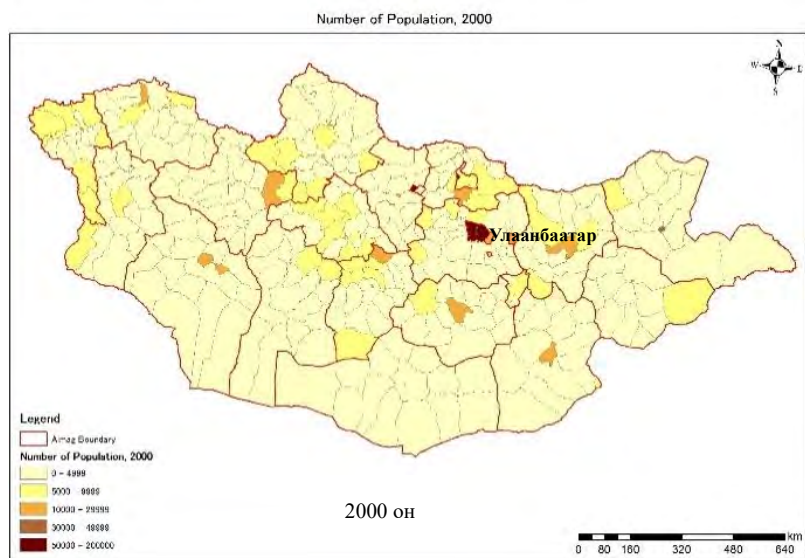 Number of Population, 2000
N
W E
S
Улаанбаатар
Legend
Aimag Boundary
Number of Population, 2000
0 - 4999
5000 - 9999
10000 - 29999
30000 - 49999
50000 - 200000
2000 он
km
0 80 160 320 480 640